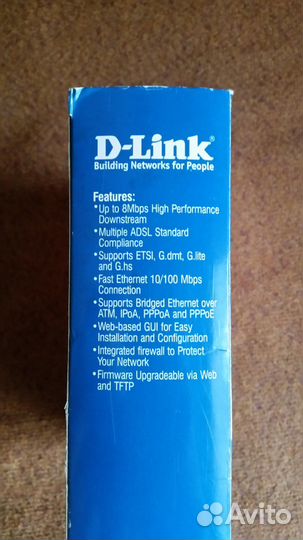 D-Link
Building Networks for People
Features:
• Up to 8Mbps High Performance
Downstream
• Multiple ADSL Standard
Compliance
• Supports ETSI, G.dmt, G.lite
and G.hs
• Fast Ethernet 10/100 Mbps
Connection
• Supports Bridged Ethernet over
ATM, IPoA, PPPoA and PPPoE
• Web-based GUI for Easy
Installation and Configuration
• Integrated firewall to Protect
Your Network
• Firmware Upgradeable via Web
and TFTP
Avito